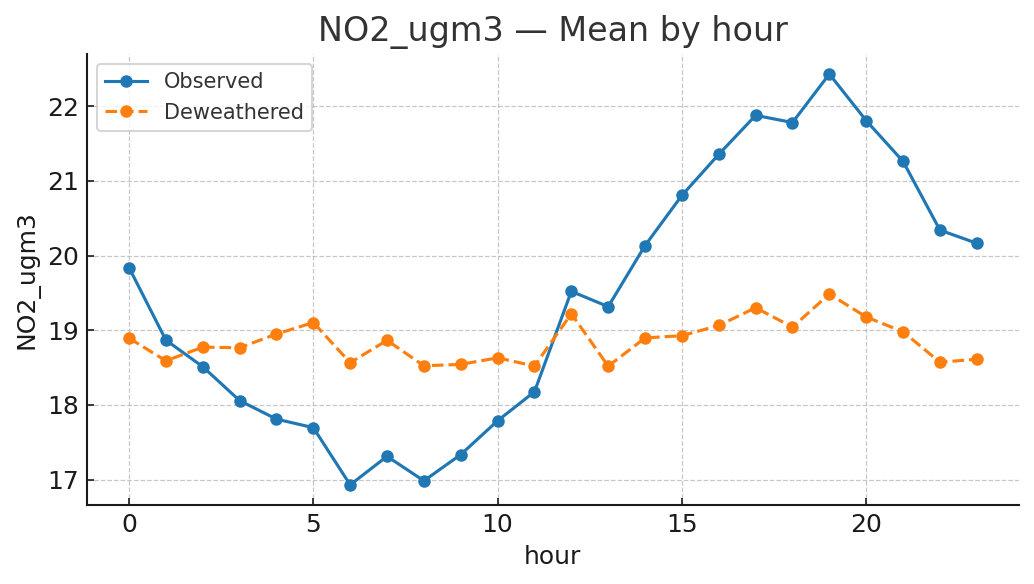 NO2_ugm3 — Mean by hour
Observed
Deweathered
NO2_ugm3
22
21
20
19
18
17
0 5 10 15 20
hour